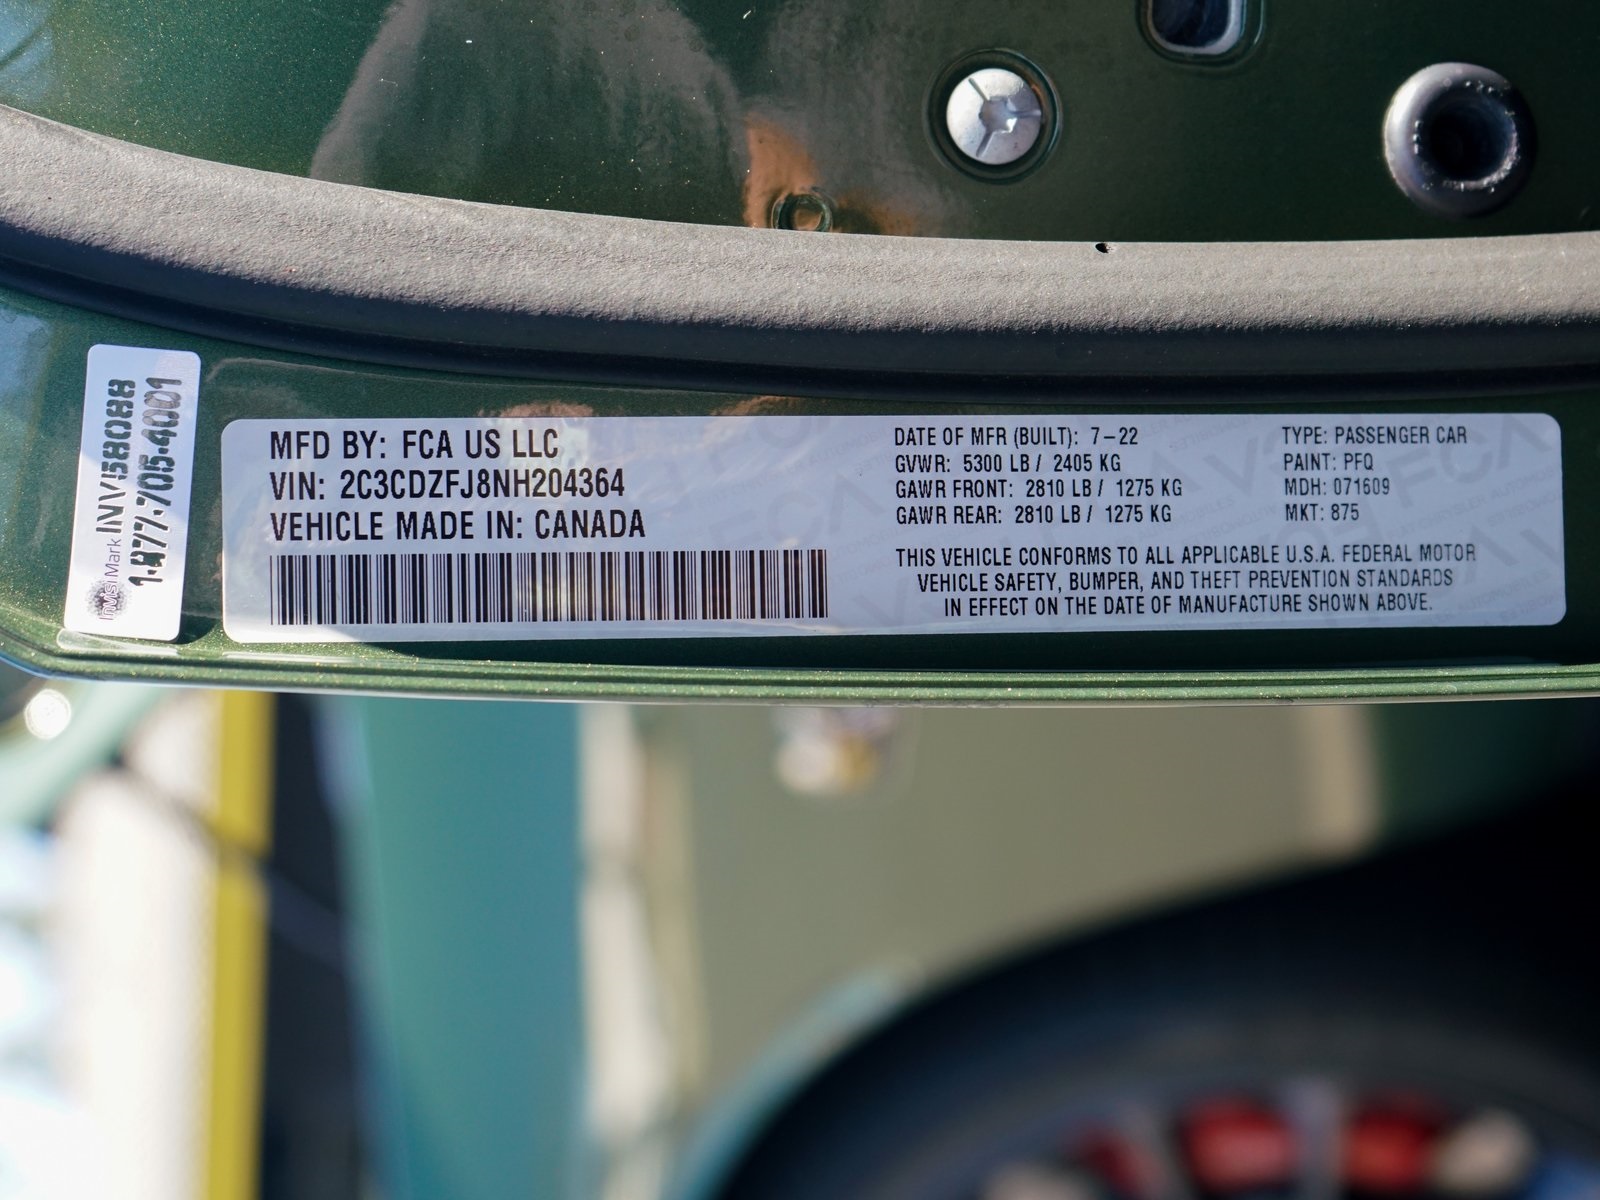 InMsi Mark INV58088
1-877-705-4001
MFD BY: FCA US LLC
VIN: 2C3CDZFJ8NH204364
VEHICLE MADE IN: CANADA
DATE OF MFR (BUILT): 7-22
GVWR: 5300 LB / 2405 KG
GAWR FRONT: 2810 LB / 1275 KG
GAWR REAR: 2810 LB / 1275 KG
TYPE: PASSENGER CAR
PAINT: PFQ
MDH: 071609
MKT: 875
THIS VEHICLE CONFORMS TO ALL APPLICABLE U.S.A. FEDERAL MOTOR
VEHICLE SAFETY, BUMPER, AND THEFT PREVENTION STANDARDS
IN EFFECT ON THE DATE OF MANUFACTURE SHOWN ABOVE.